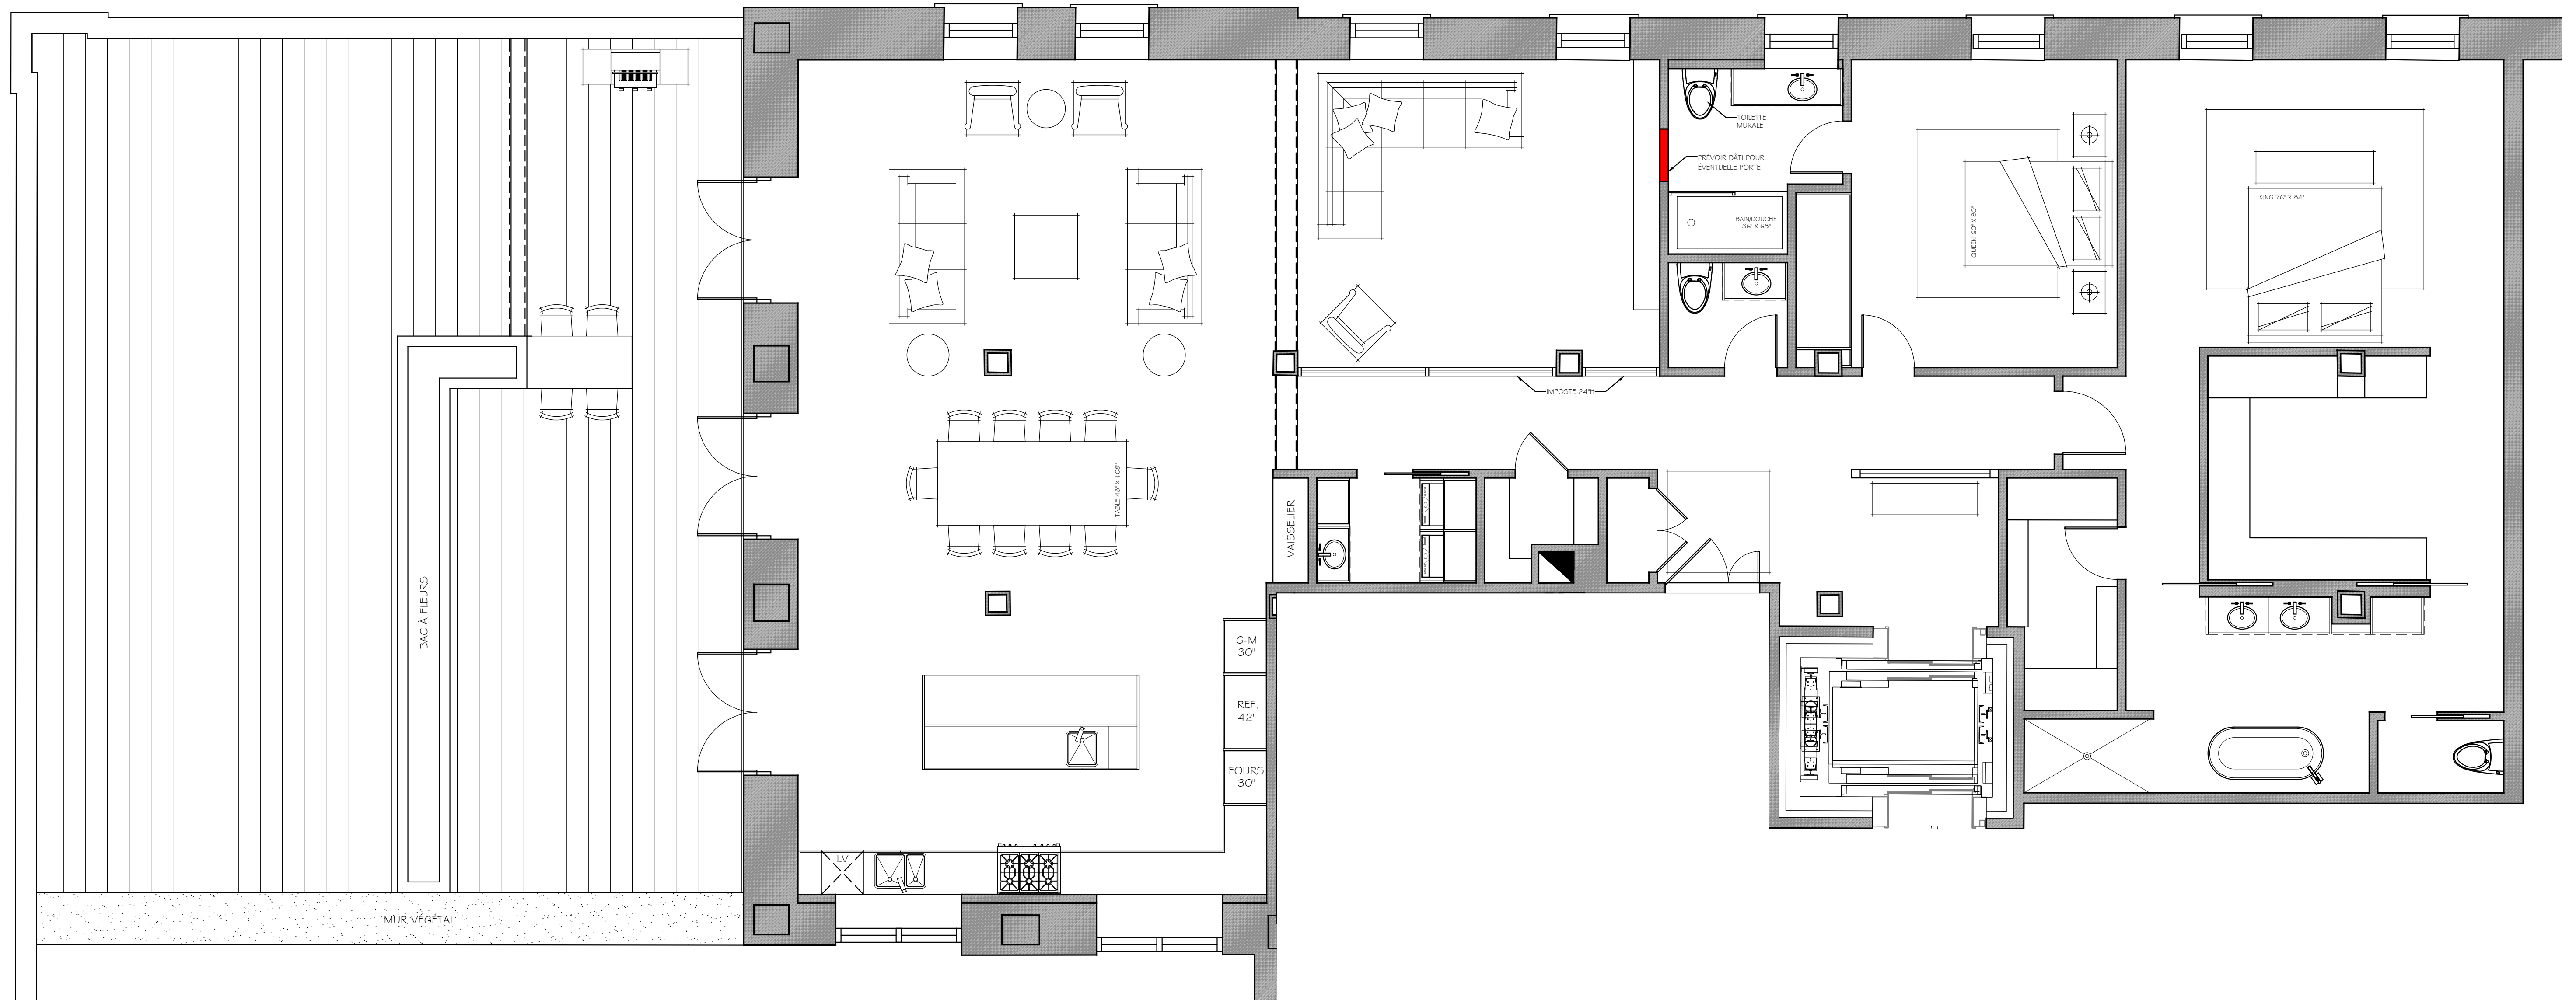 TOILETTE
MURALE
PRÉVOIR BÂTI POUR
ÉVENTUELLE PORTE
BAIN/DOUCHE
36" X 68"
QUEEN 60" X 80"
KING 76" X 84"
IMPOSTE 24"H.
TABLE 48" X 108"
VAISSELIER
BAC À FLEURS
G-M
30"
REF.
42"
FOURS
30"
LV
MUR VÉGÉTAL